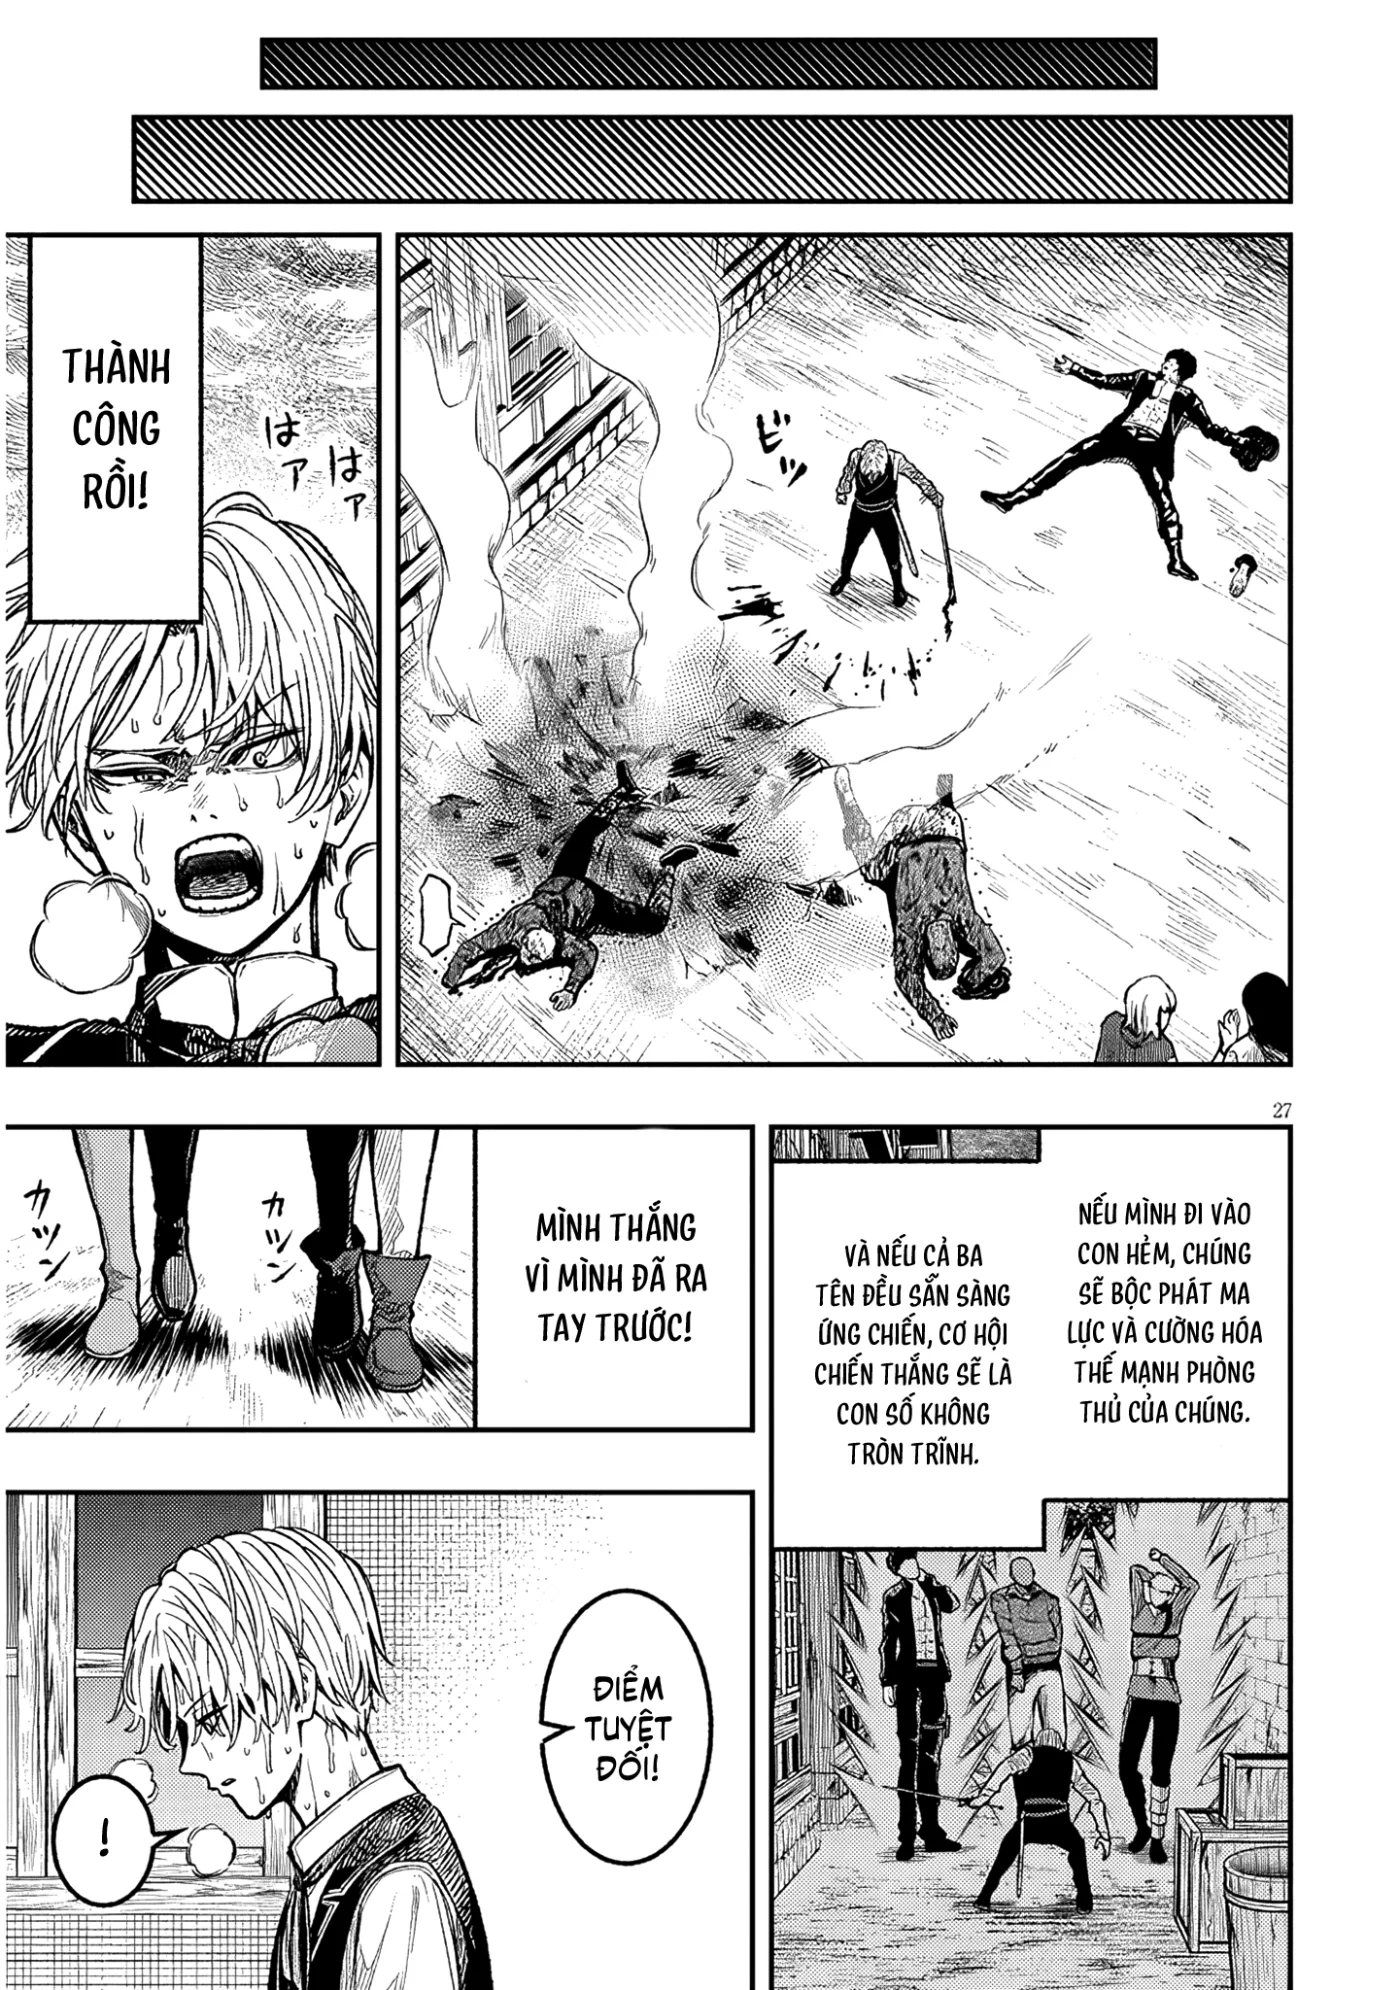 ビッ
THÀNH
CÔNG
RỒI!
はァ
はァ
27
NẾU MÌNH ĐI VÀO
CON HẺM, CHÚNG
SẼ BỘC PHÁT MA
LỰC VÀ CƯỜNG HÓA
THẾ MẠNH PHÒNG
THỦ CỦA CHÚNG.
VÀ NẾU CẢ BA
TÊN ĐỀU SẴN SÀNG
ỨNG CHIẾN, CƠ HỘI
CHIẾN THẮNG SẼ LÀ
CON SỐ KHÔNG
TRÒN TRĨNH.
MÌNH THẮNG
VÌ MÌNH ĐÃ RA
TAY TRƯỚC!
カッン
カッン
ĐIỂM
TUYỆT
ĐỐI!
!